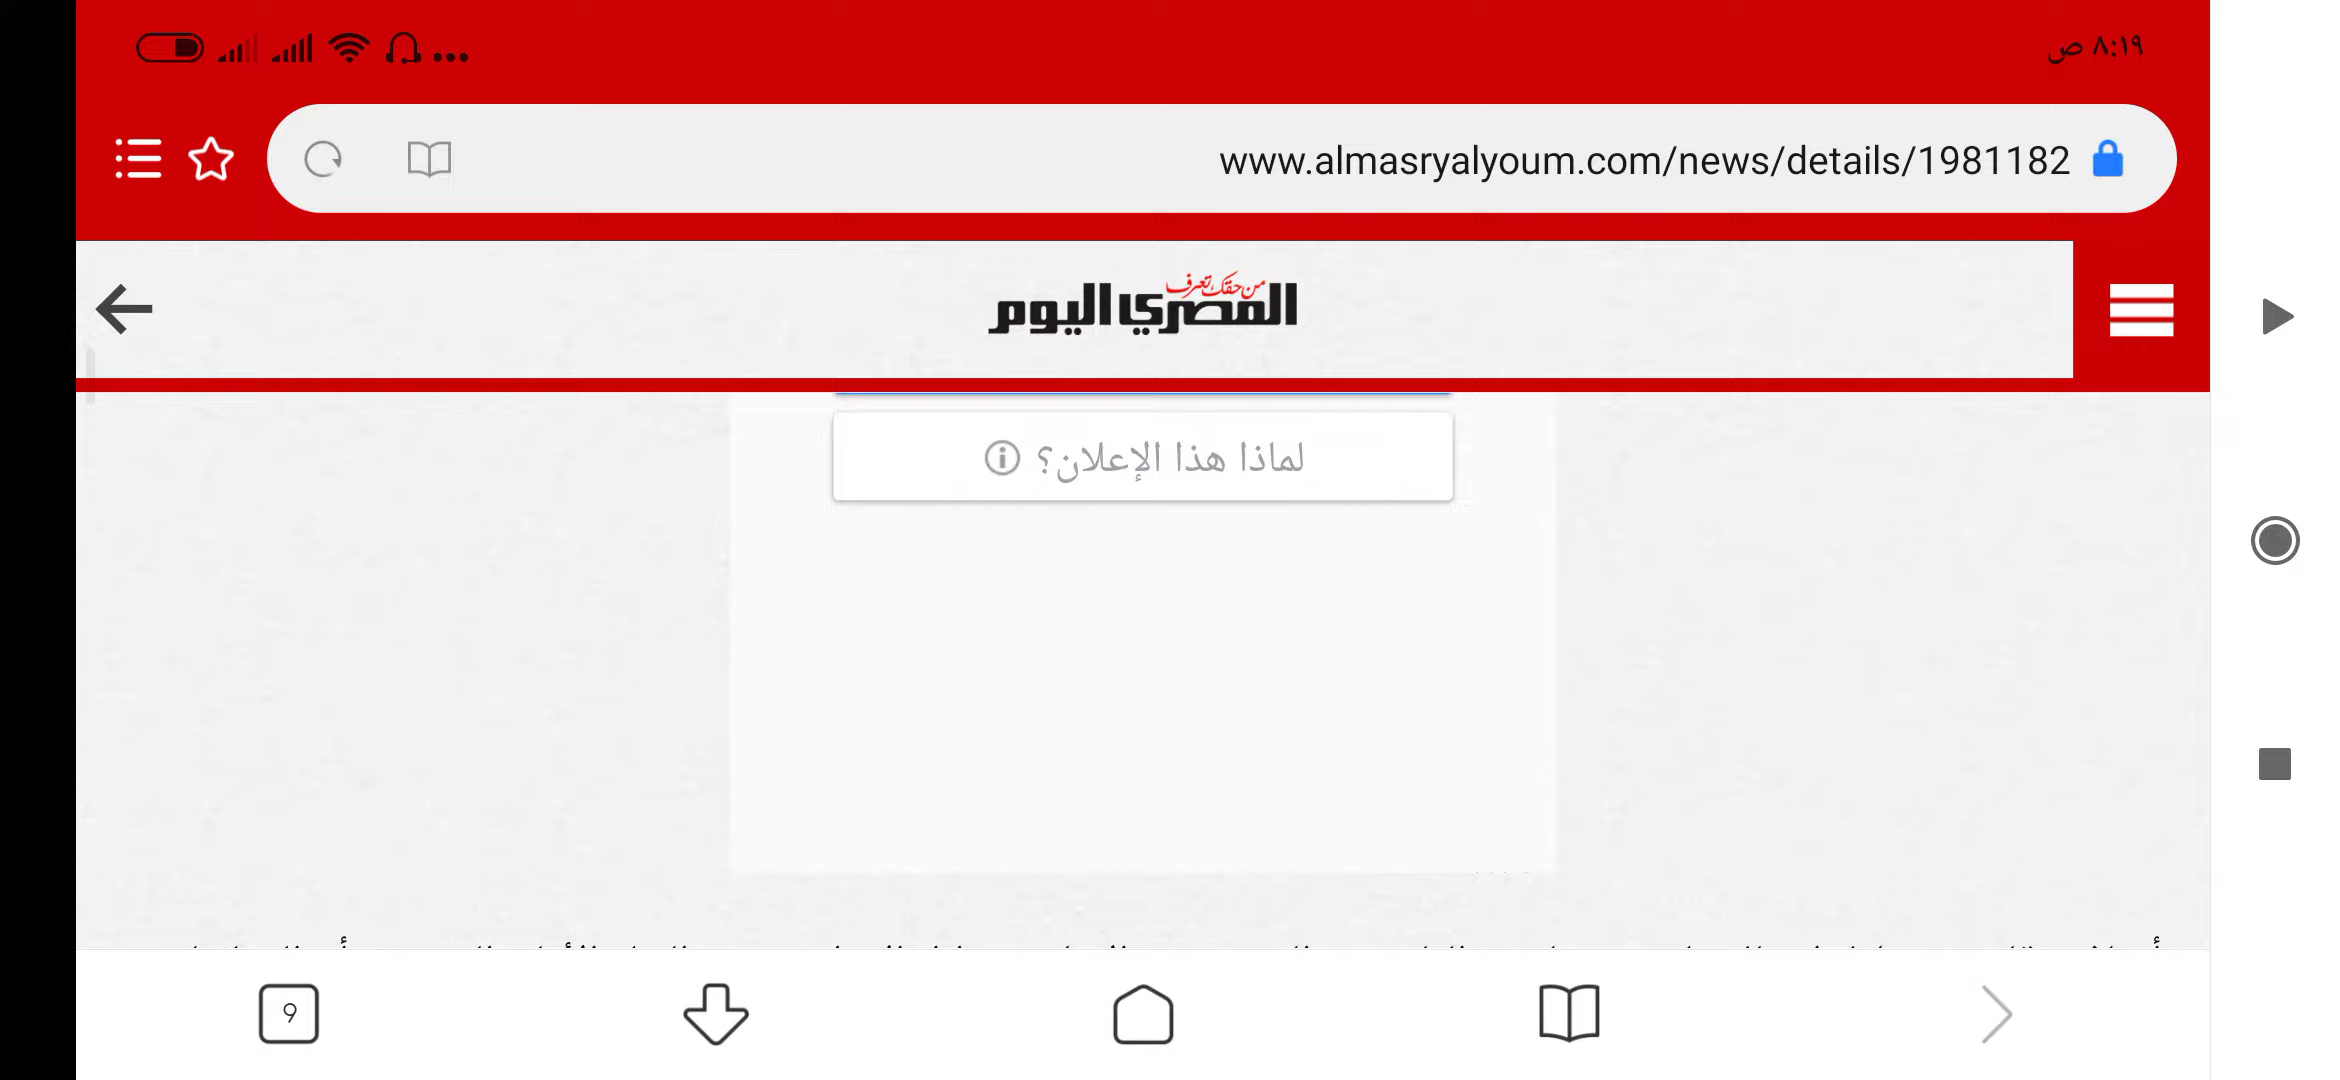 ٨:١٩ ص
www.almasryalyoum.com/news/details/1981182
من حقك تعرف
المصري اليوم
لماذا هذا الإعلان؟
9